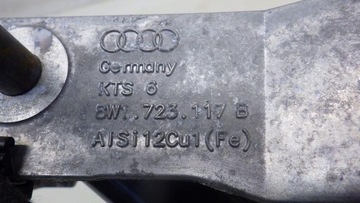 Germany
KTS 6
8W1.723.117 B
AlSi12Cu1(Fe)